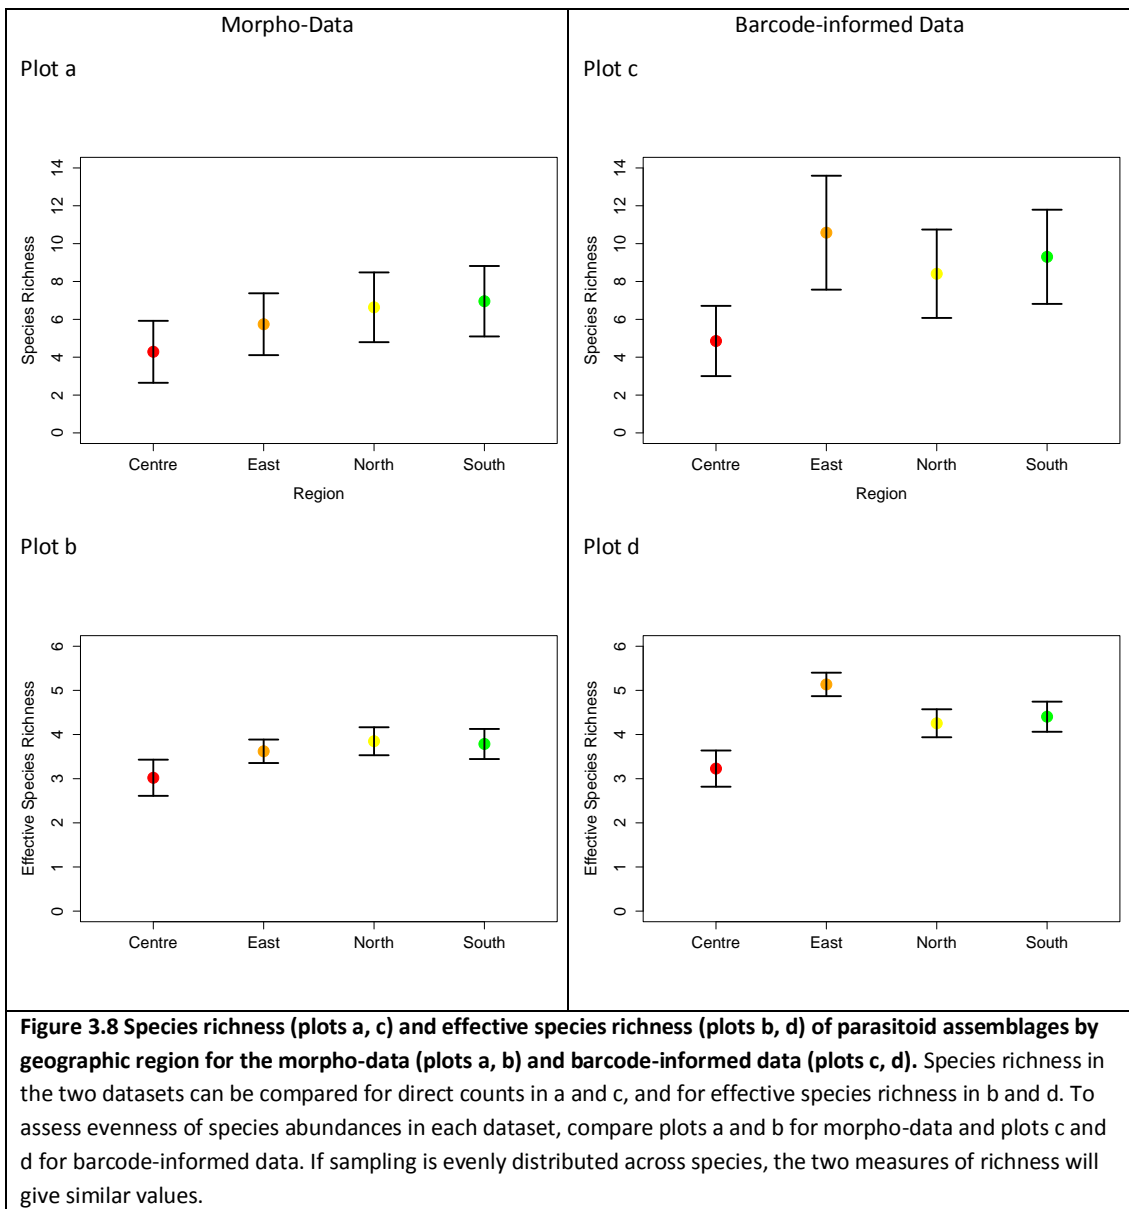 Morpho-Data
Plot a
Species Richness
14
12
10
8
6
4
2
0
Centre East North South
Region
Plot b
Effective Species Richness
6
5
4
3
2
1
0
Centre East North South
Barcode-informed Data
Plot c
Species Richness
14
12
10
8
6
4
2
0
Centre East North South
Region
Plot d
Effective Species Richness
6
5
4
3
2
1
0
Centre East North South
Figure 3.8 Species richness (plots a, c) and effective species richness (plots b, d) of parasitoid assemblages by
geographic region for the morpho-data (plots a, b) and barcode-informed data (plots c, d). Species richness in
the two datasets can be compared for direct counts in a and c, and for effective species richness in b and d. To
assess evenness of species abundances in each dataset, compare plots a and b for morpho-data and plots c and
d for barcode-informed data. If sampling is evenly distributed across species, the two measures of richness will
give similar values.